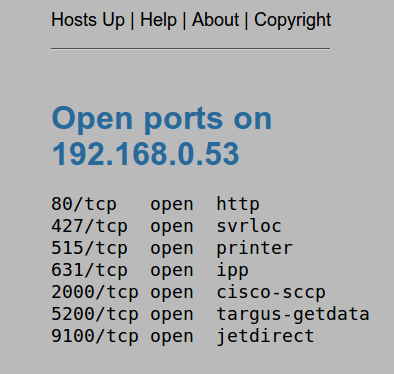 Hosts Up | Help | About | Copyright
Open ports on
192.168.0.53
80/tcp   open  http
427/tcp  open  svrloc
515/tcp  open  printer
631/tcp  open  ipp
2000/tcp open  cisco-sccp
5200/tcp open  targus-getdata
9100/tcp open  jetdirect